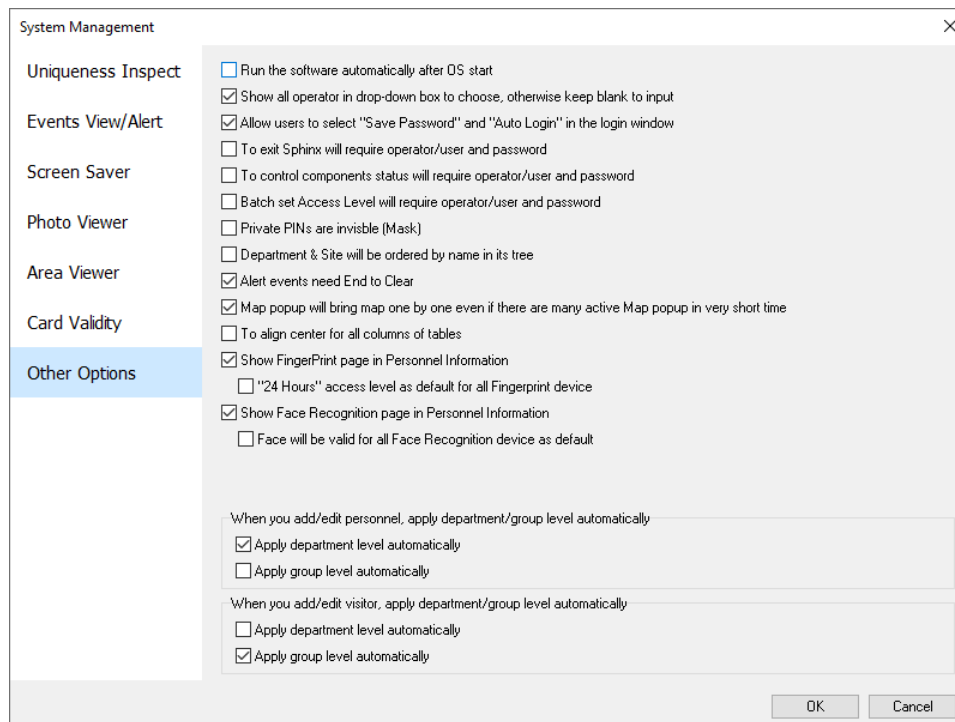 System Management
Uniqueness Inspect
Events View/Alert
Screen Saver
Photo Viewer
Area Viewer
Card Validity
Other Options
Run the software automatically after OS start
Show all operator in drop-down box to choose, otherwise keep blank to input
Allow users to select "Save Password" and "Auto Login" in the login window
To exit Sphinx will require operator/user and password
To control components status will require operator/user and password
Batch set Access Level will require operator/user and password
Private PINs are invisble (Mask)
Department & Site will be ordered by name in its tree
Alert events need End to Clear
Map popup will bring map one by one even if there are many active Map popup in very short time
To align center for all columns of tables
Show FingerPrint page in Personnel Information
"24 Hours" access level as default for all Fingerprint device
Show Face Recognition page in Personnel Information
Face will be valid for all Face Recognition device as default
When you add/edit personnel, apply department/group level automatically
Apply department level automatically
Apply group level automatically
When you add/edit visitor, apply department/group level automatically
Apply department level automatically
Apply group level automatically
OK
Cancel